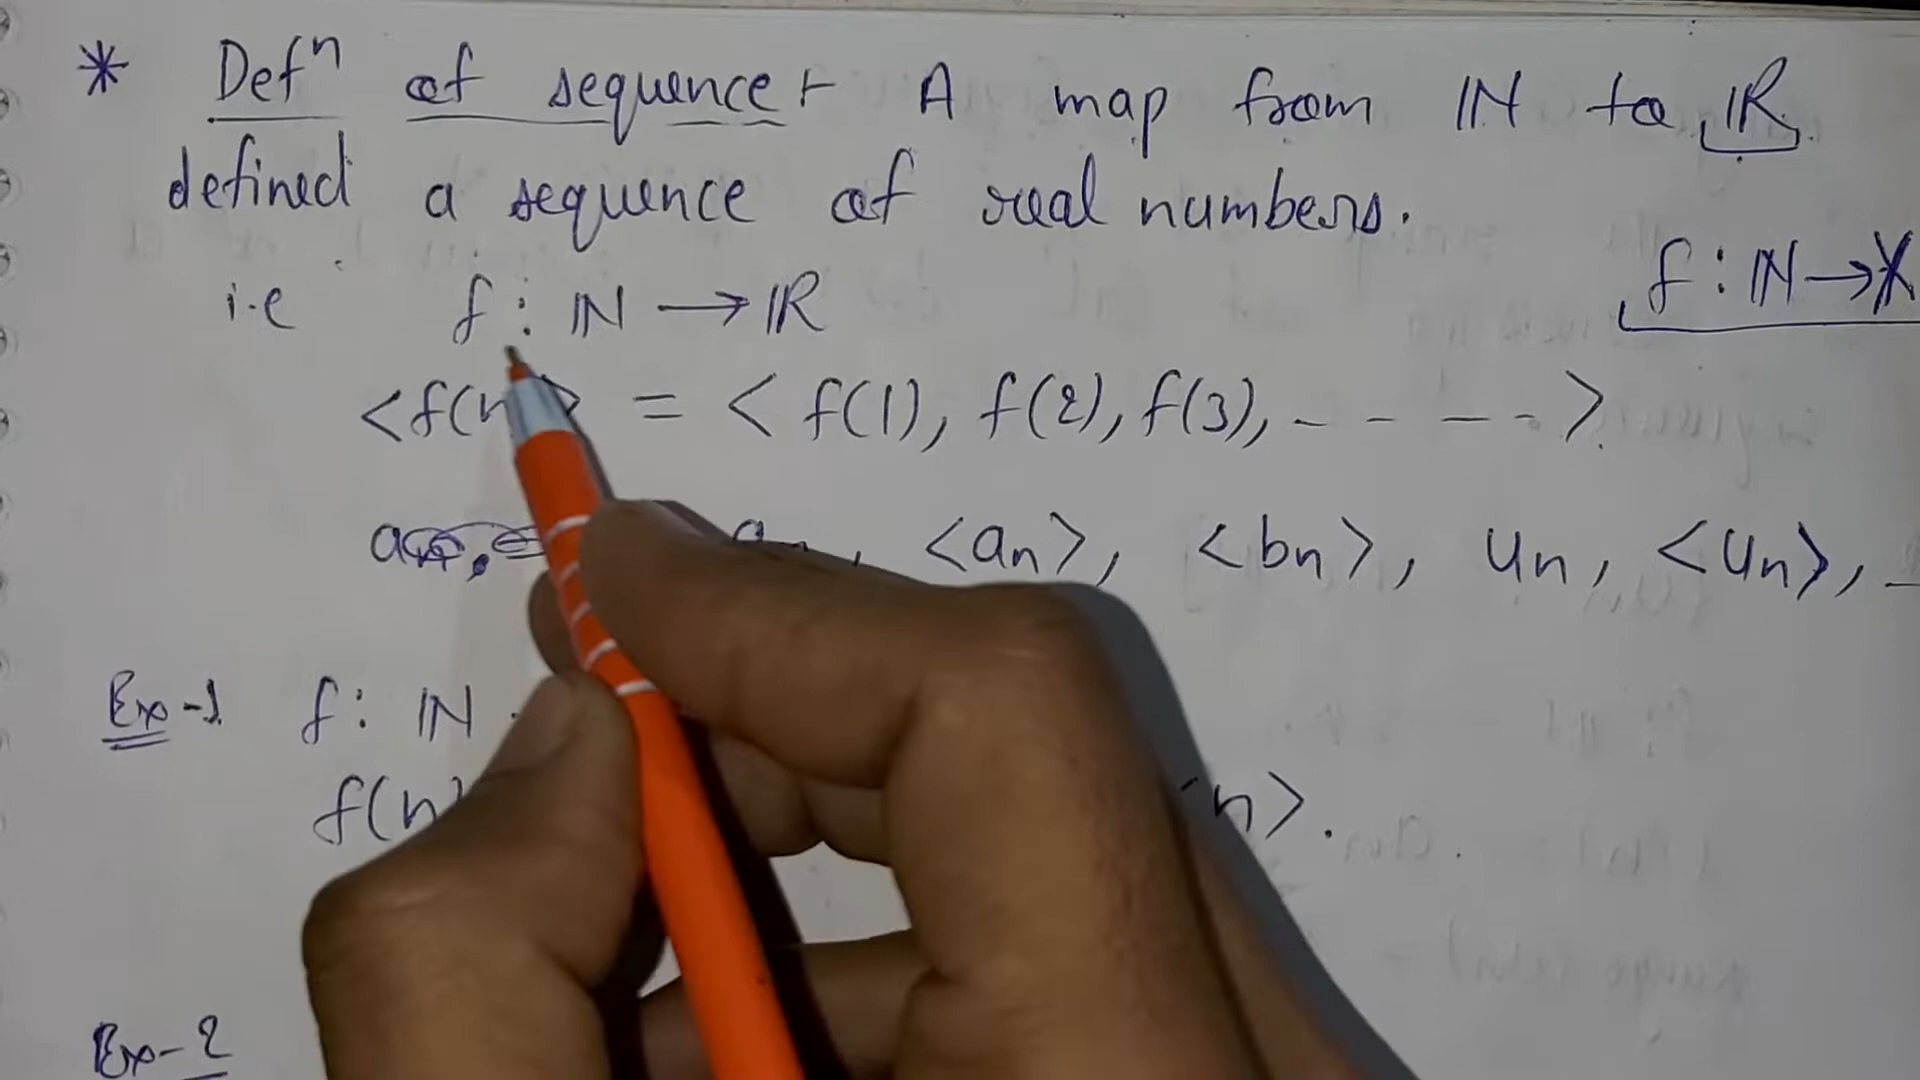 * Defⁿ of sequence :- A map from ℕ to ℝ
defined a sequence of real numbers.
i.e f : ℕ → ℝ
f : ℕ → X
<f(n)> = < f(1), f(2), f(3), - - - - >.
<an>, <bn>, un, <un>, -
Ex-1 f : ℕ
f(n) n>.
Ex-2